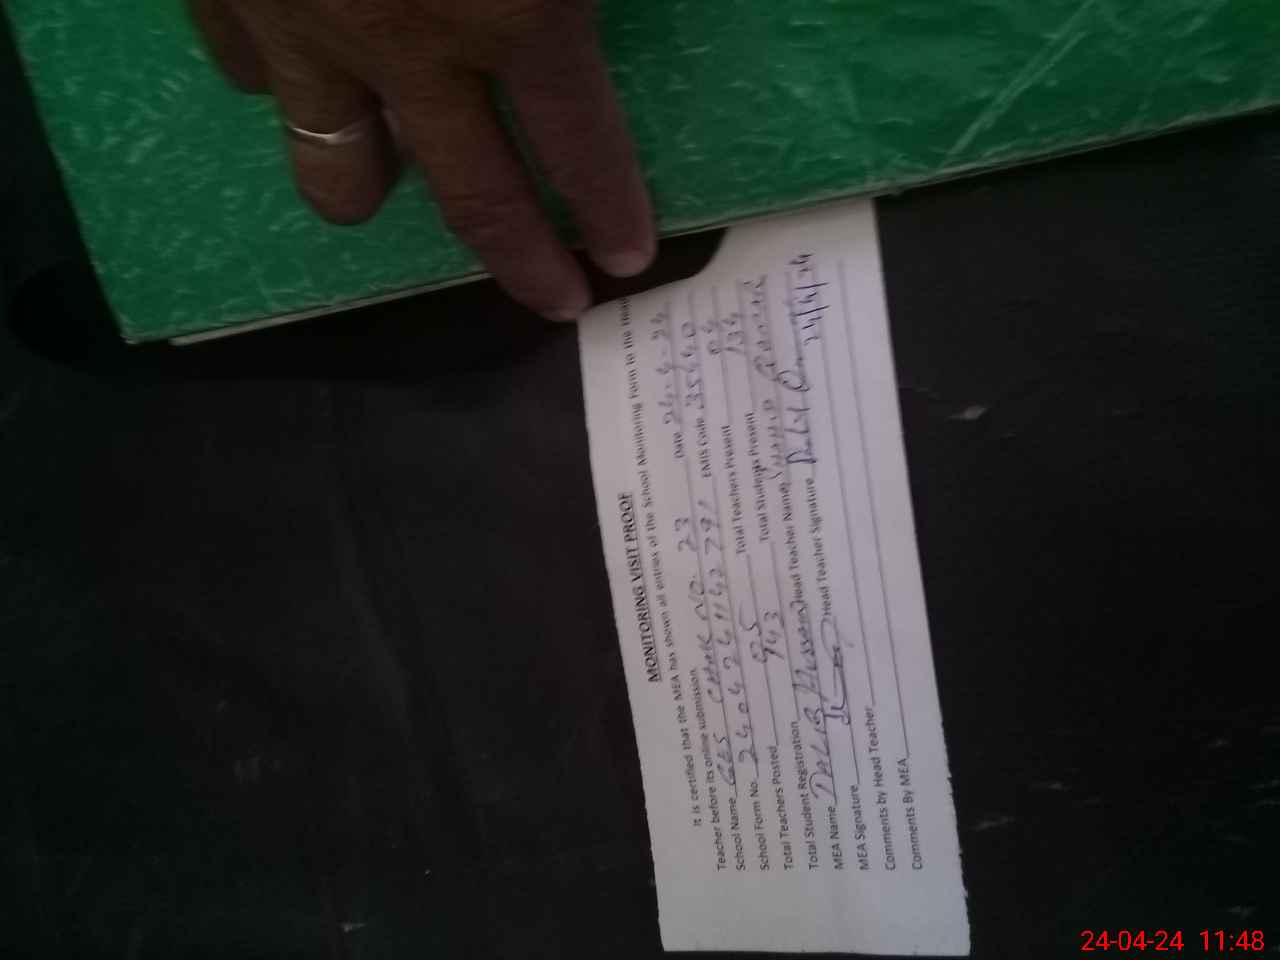 MONITORING VISIT PROOF
It is certified that the MEA has shown all entries of the School Monitoring Form to the Head
Teacher before its online submission.
School Name GES CHAK NO. 23 Date 24-4-24
School Form No. 2404241142791 EMIS Code
Total Teachers Posted 05 Total Teachers Present 04
Total Student Registration 143 Total Students Present 134
MEA Name Hussain Head Teacher Name
MEA Signature Head Teacher Signature 24/4/24
Comments by Head Teacher
Comments By MEA
24-04-24 11:48